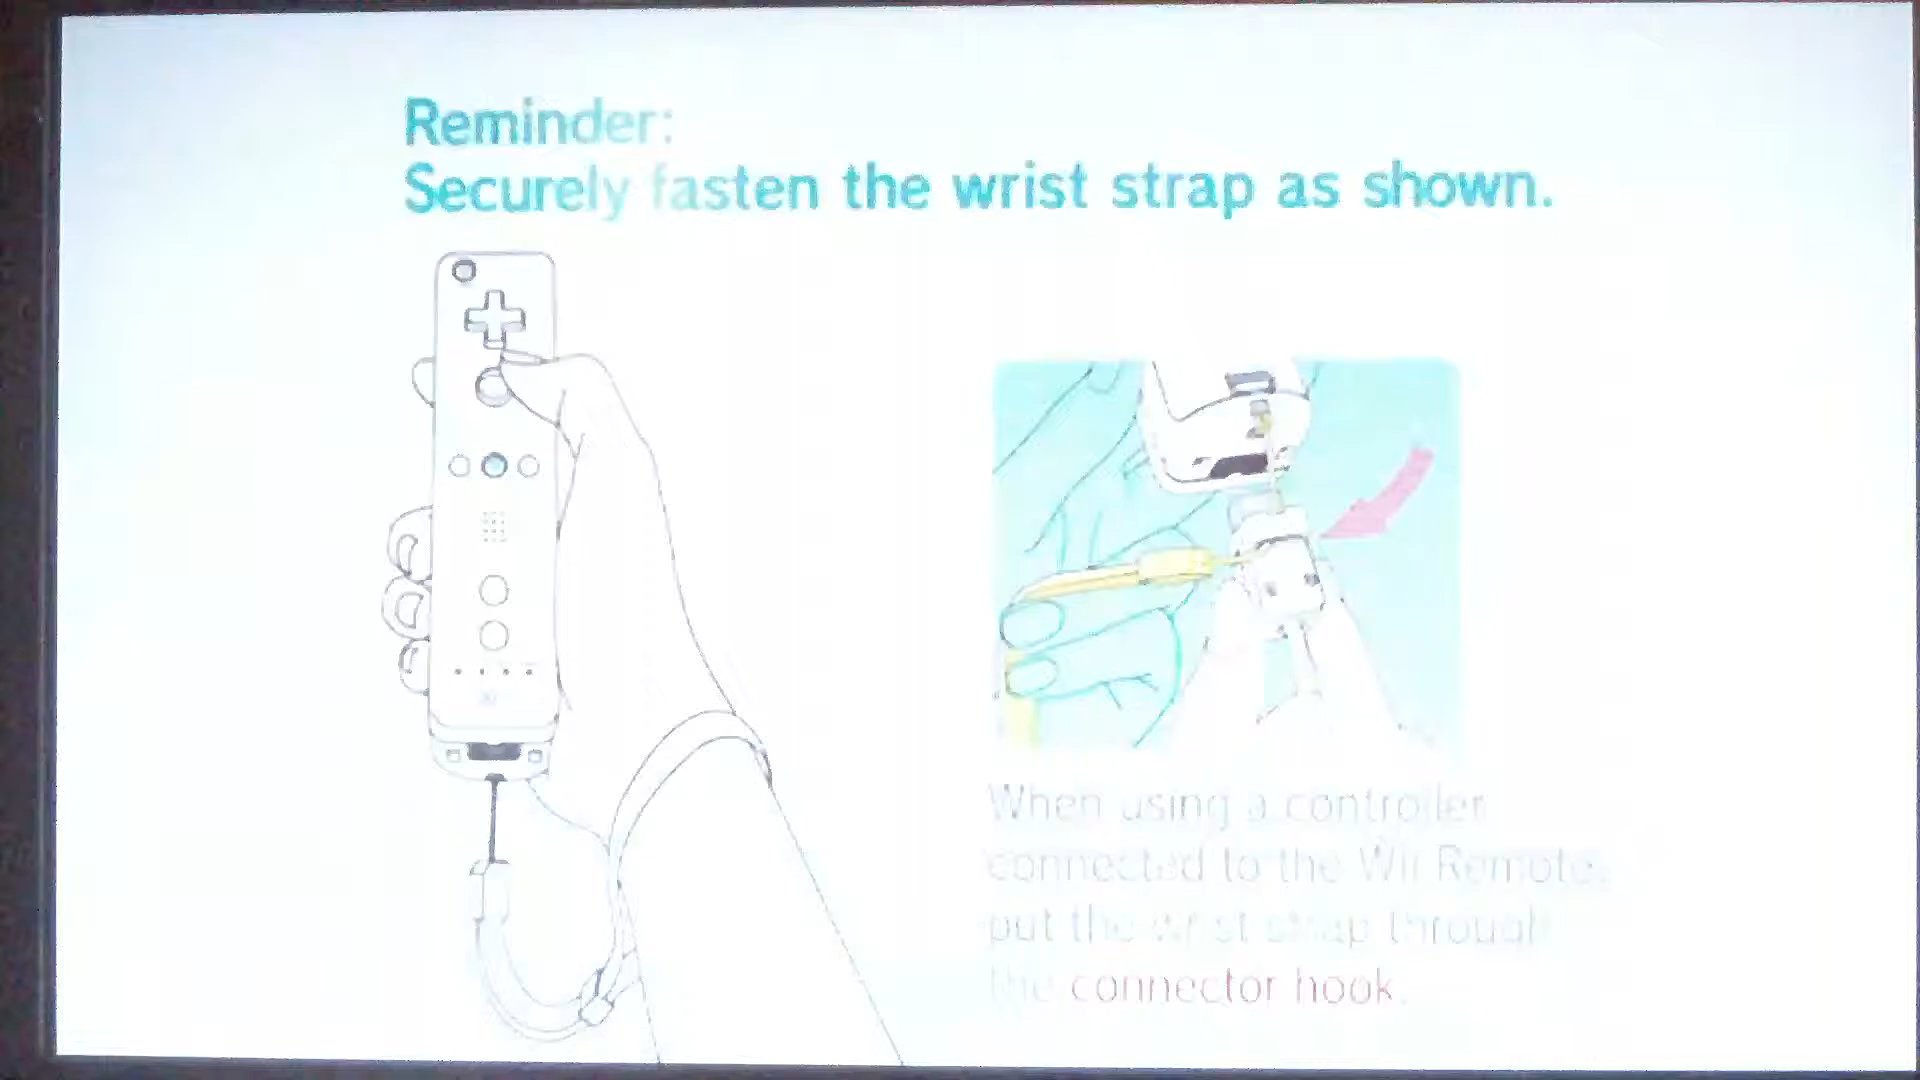 Reminder:
Securely fasten the wrist strap as shown.
When using a controller
connected to the Wii Remote,
put the wrist strap through
the connector hook.